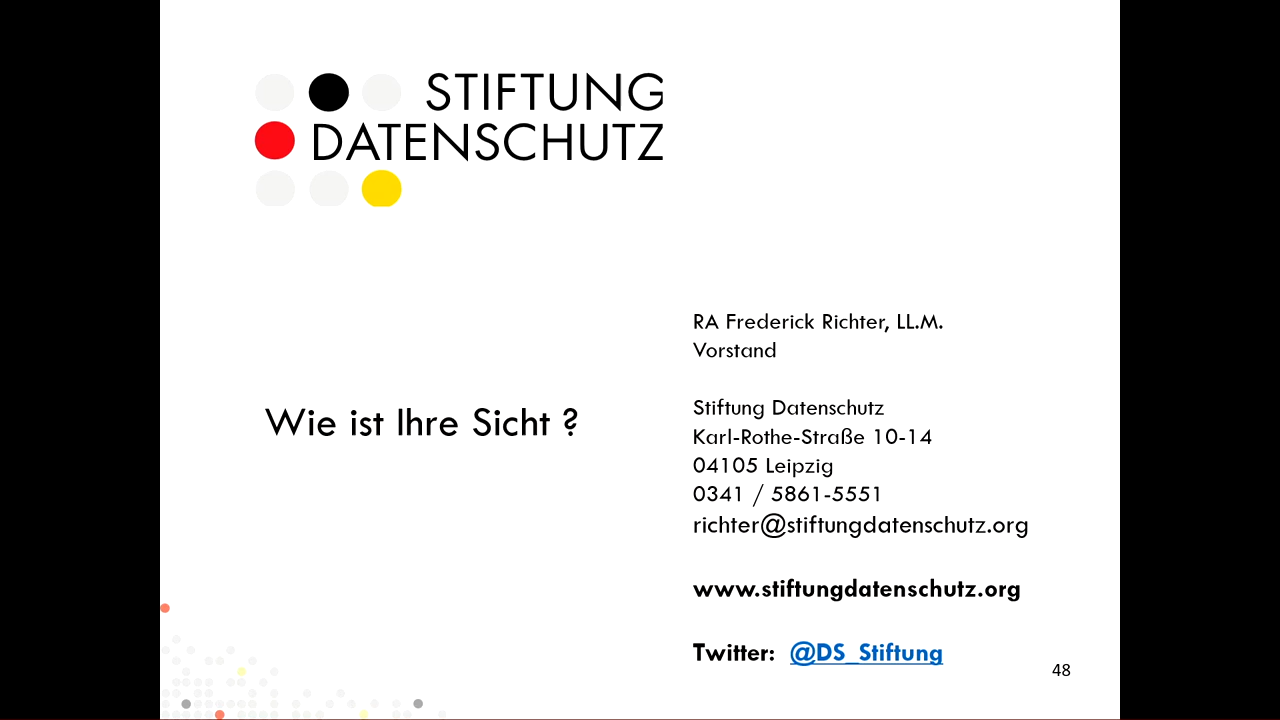 STIFTUNG
DATENSCHUTZ
Wie ist Ihre Sicht ?
RA Frederick Richter, LL.M.
Vorstand
Stiftung Datenschutz
Karl-Rothe-Straße 10-14
04105 Leipzig
0341 / 5861-5551
richter@stiftungdatenschutz.org
www.stiftungdatenschutz.org
Twitter: @DS_Stiftung
48